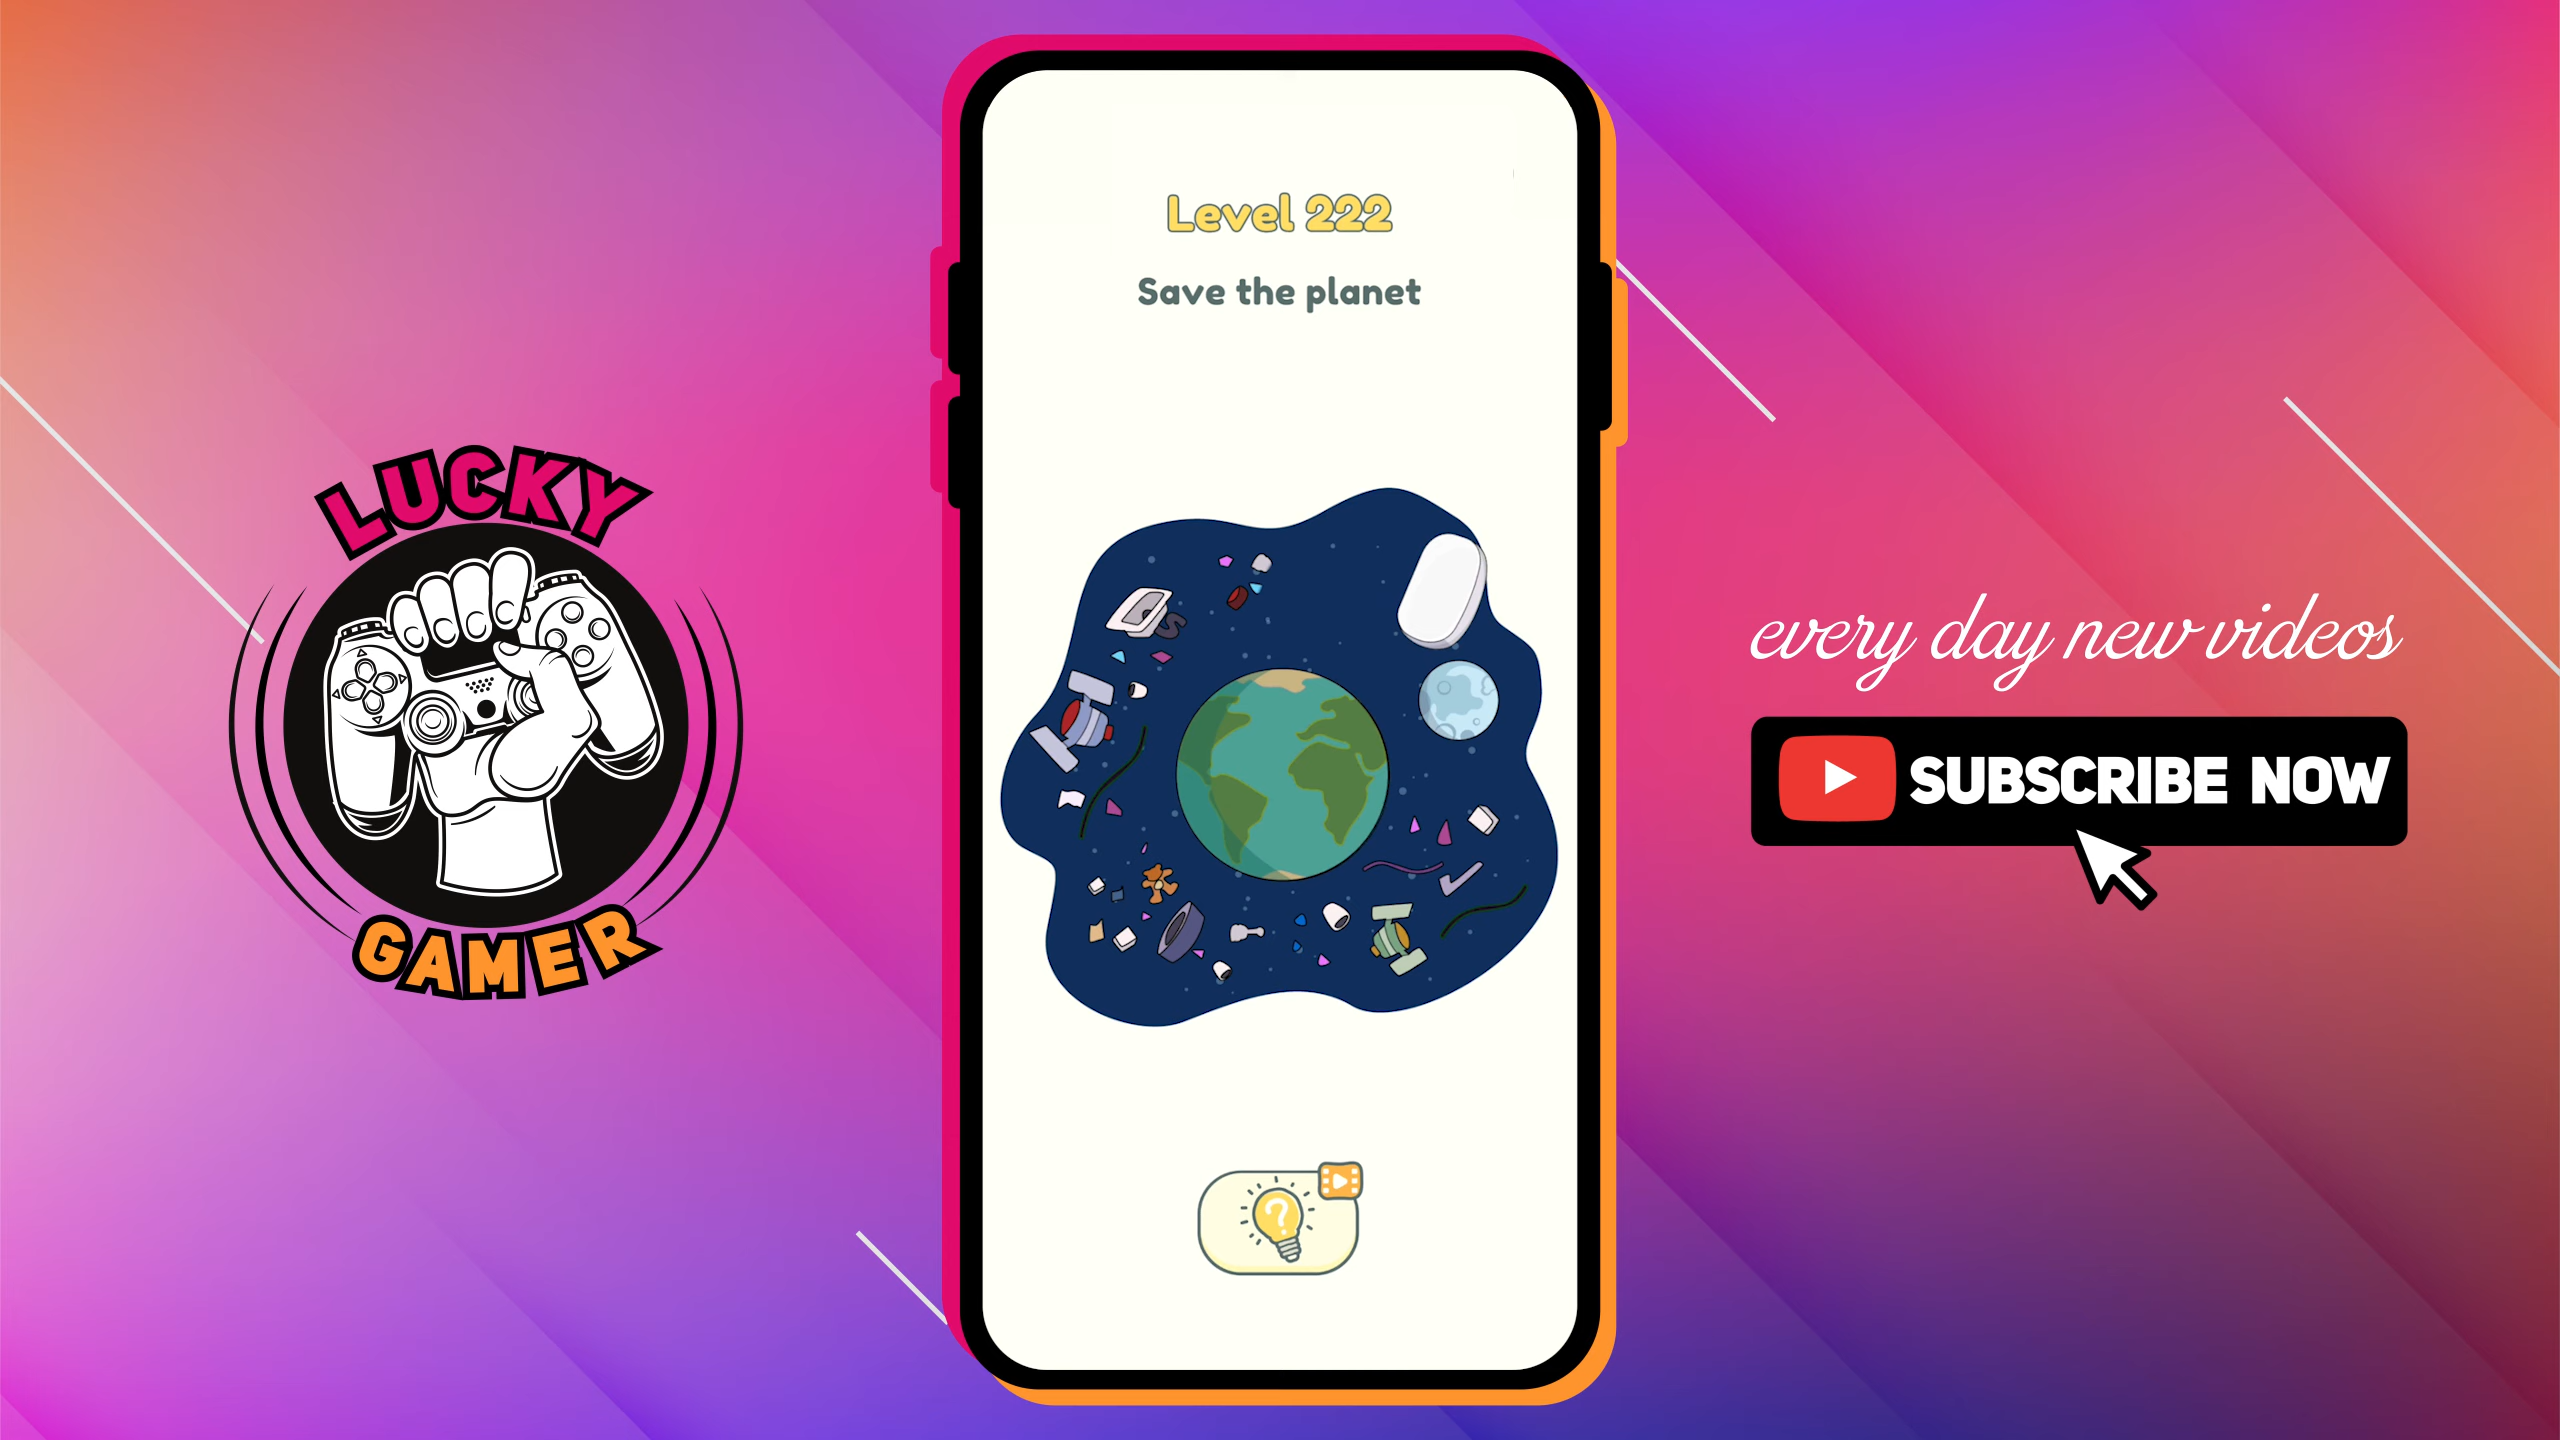 Level 222
Save the planet
LUCKY
GAMER
every day new videos
SUBSCRIBE NOW